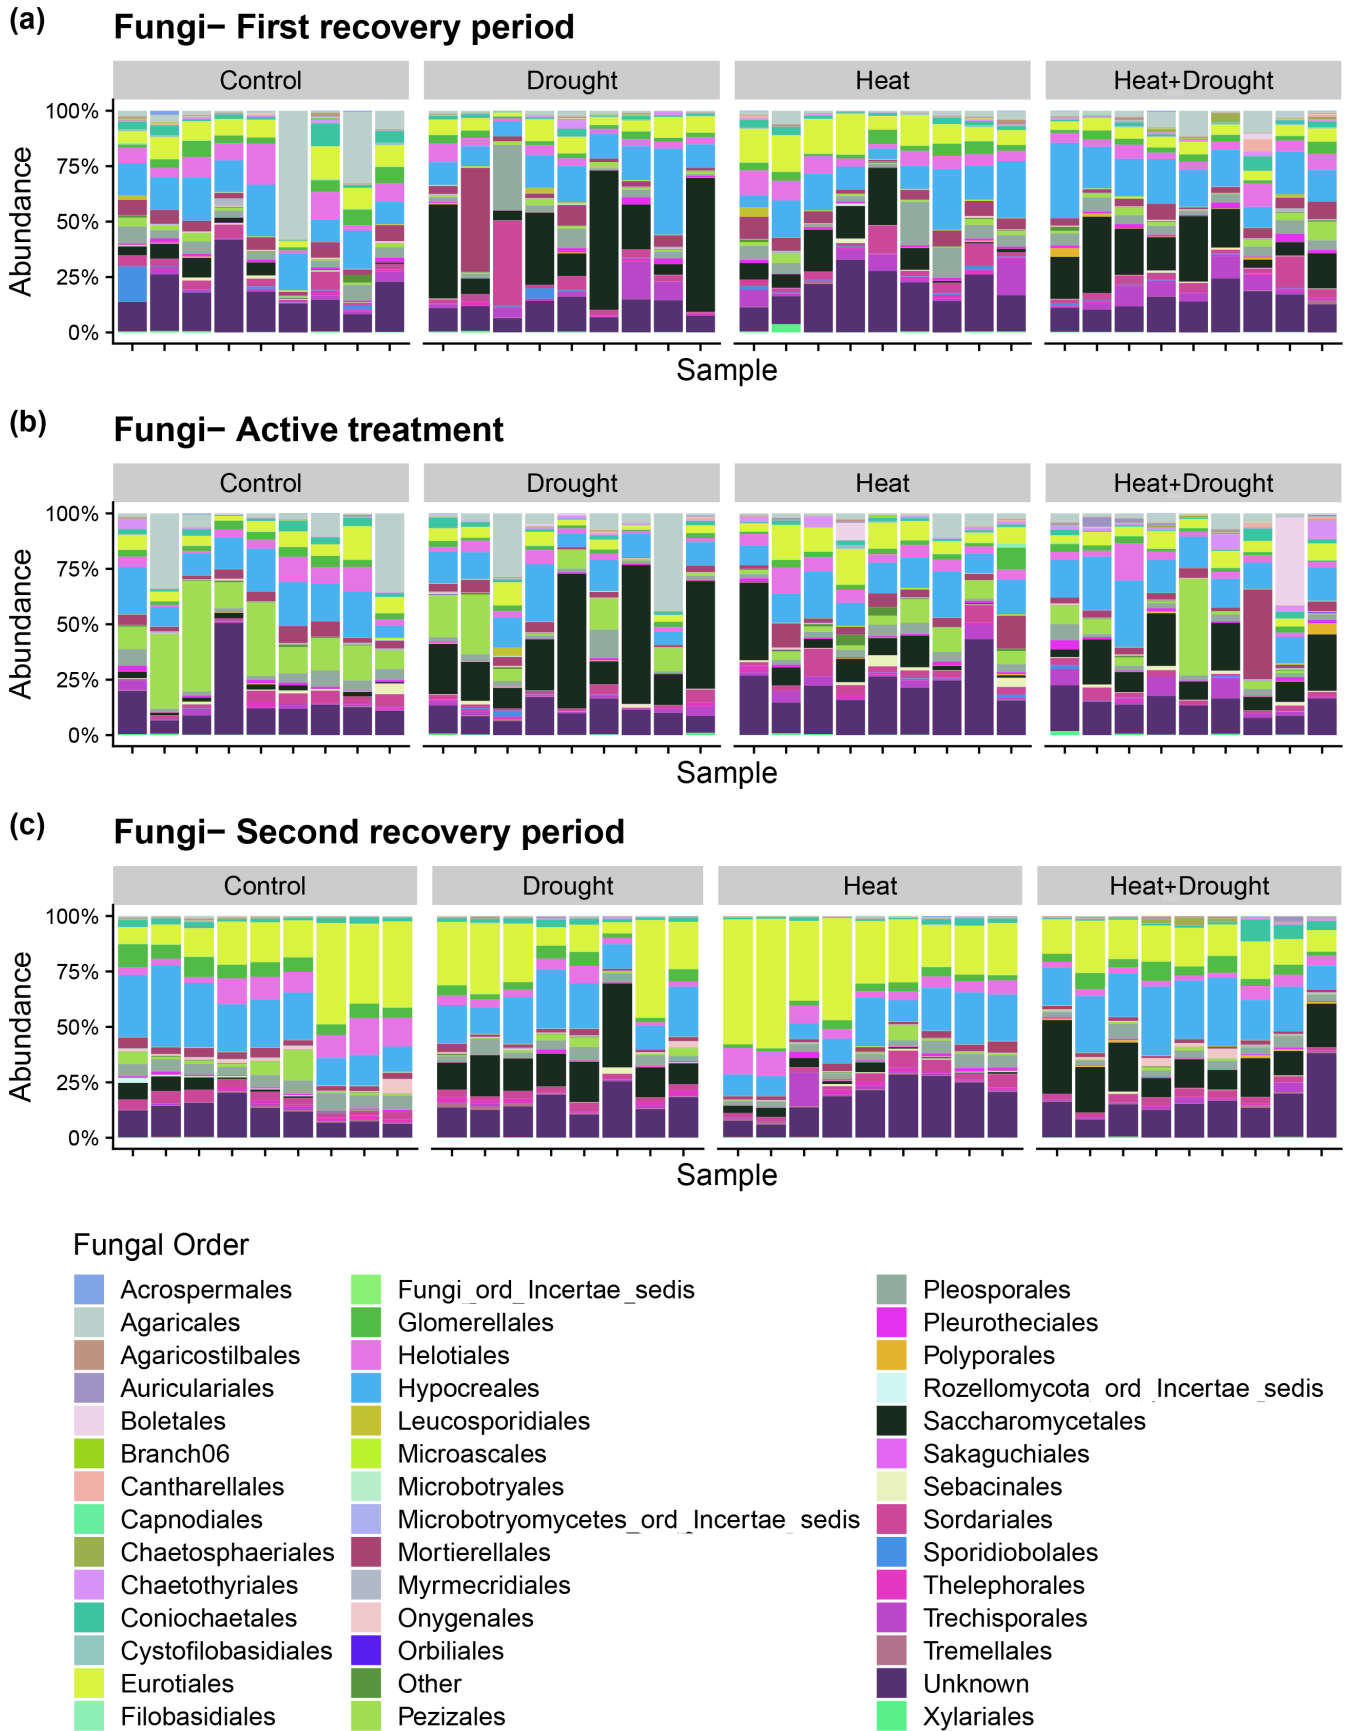 (a) Fungi− First recovery period
Control Drought Heat Heat+Drought
100%
75%
50%
25%
0%
Abundance
Sample
(b) Fungi− Active treatment
Control Drought Heat Heat+Drought
100%
75%
50%
25%
0%
Abundance
Sample
(c) Fungi− Second recovery period
Control Drought Heat Heat+Drought
100%
75%
50%
25%
0%
Abundance
Sample
Fungal Order
Acrospermales
Agaricales
Agaricostilbales
Auriculariales
Boletales
Branch06
Cantharellales
Capnodiales
Chaetosphaeriales
Chaetothyriales
Coniochaetales
Cystofilobasidiales
Eurotiales
Filobasidiales
Fungi_ord_Incertae_sedis
Glomerellales
Helotiales
Hypocreales
Leucosporidiales
Microascales
Microbotryales
Microbotryomycetes_ord_Incertae_sedis
Mortierellales
Myrmecridiales
Onygenales
Orbiliales
Other
Pezizales
Pleosporales
Pleurotheciales
Polyporales
Rozellomycota_ord_Incertae_sedis
Saccharomycetales
Sakaguchiales
Sebacinales
Sordariales
Sporidiobolales
Thelephorales
Trechisporales
Tremellales
Unknown
Xylariales